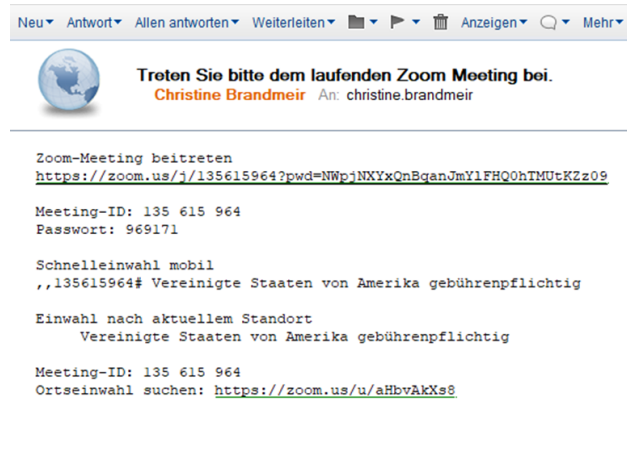 Neu Antwort Allen antworten Weiterleiten Anzeigen Mehr
Treten Sie bitte dem laufenden Zoom Meeting bei.
Christine Brandmeir An: christine.brandmeir
Zoom-Meeting beitreten
https://zoom.us/j/135615964?pwd=NWpjNXYxQnBqanJmYlFHQ0hTMUtKZz09
Meeting-ID: 135 615 964
Passwort: 969171
Schnelleinwahl mobil
,,135615964# Vereinigte Staaten von Amerika gebührenpflichtig
Einwahl nach aktuellem Standort
Vereinigte Staaten von Amerika gebührenpflichtig
Meeting-ID: 135 615 964
Ortseinwahl suchen: https://zoom.us/u/aHbvAkXs8